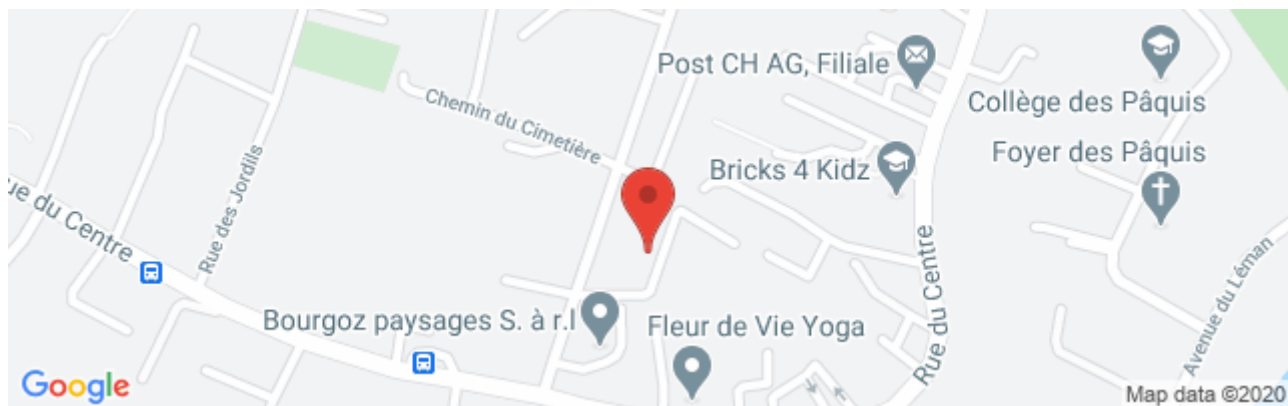 Post CH AG, Filiale
Collège des Pâquis
Chemin du Cimetière
Foyer des Pâquis
Bricks 4 Kidz
Rue des Jordils
ue du Centre
Rue du Centre
Avenue du Léman
Bourgoz paysages S. à r.l
Fleur de Vie Yoga
Google
Map data ©2020